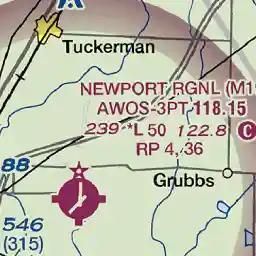 Tuckerman
NEWPORT RGNL (M1
AWOS-3PT 118.15
239 *L 50 122.8 C
RP 4, 36
88
Grubbs
546
(315)